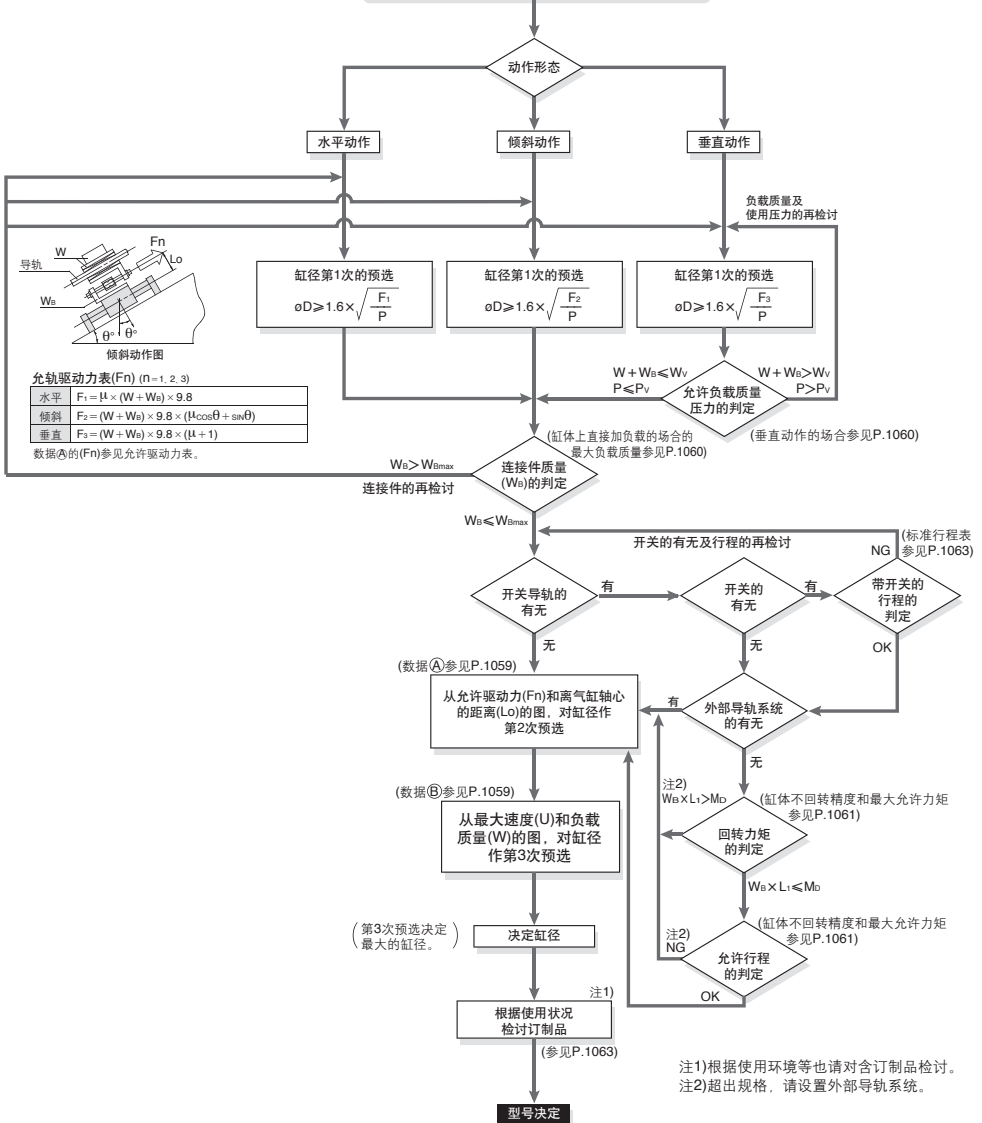 动作形态
水平动作
倾斜动作
垂直动作
负载质量及
使用压力的再检讨
W
Fn
Lo
导轨
WB
θ° θ°
倾斜动作图
缸径第1次的预选
øD≥1.6×√F1/P
缸径第1次的预选
øD≥1.6×√F2/P
缸径第1次的预选
øD≥1.6×√F3/P
允轨驱动力表(Fn) (n=1, 2, 3)
水平 F1=μ×(W+WB)×9.8
倾斜 F2=(W+WB)×9.8×(μcosθ+sinθ)
垂直 F3=(W+WB)×9.8×(μ+1)
数据Ⓐ的(Fn)参见允许驱动力表。
W+WB≤WV
P≤PV
W+WB>WV
P>PV
允许负载质量
压力的判定
(垂直动作的场合参见P.1060)
(缸体上直接加负载的场合的
最大负载质量参见P.1060)
WB>WBmax
连接件的再检讨
连接件质量
(WB)的判定
WB≤WBmax
开关的有无及行程的再检讨
(标准行程表
参见P.1063)
NG
开关导轨的
有无
有
开关的
有无
有
带开关的
行程的
判定
无
无
OK
(数据Ⓐ参见P.1059)
从允许驱动力(Fn)和离气缸轴心
的距离(Lo)的图，对缸径作
第2次预选
有
外部导轨系统
的有无
无
(数据Ⓑ参见P.1059)
从最大速度(U)和负载
质量(W)的图，对缸径
作第3次预选
注2)
WB×L1>MD
(缸体不回转精度和最大允许力矩
参见P.1061)
回转力矩
的判定
WB×L1≤MD
(第3次预选决定
最大的缸径。)
决定缸径
(缸体不回转精度和最大允许力矩
参见P.1061)
注2)
NG
允许行程
的判定
OK
注1)
根据使用状况
检讨订制品
(参见P.1063)
注1)根据使用环境等也请对含订制品检讨。
注2)超出规格，请设置外部导轨系统。
型号决定